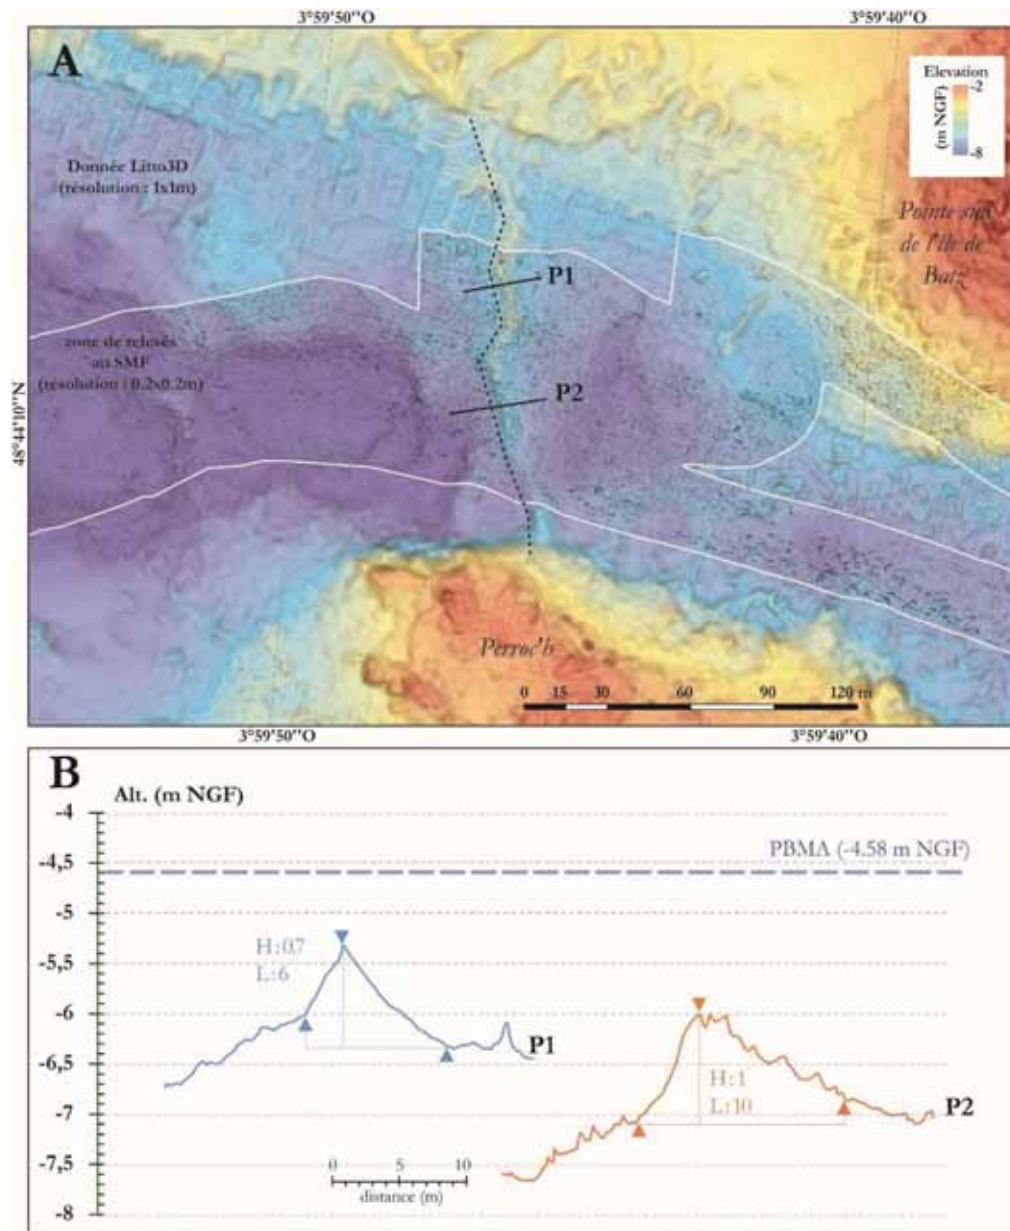 3°59'50''O
3°59'40''O
A
Elevation
(m NGF)
-2
-8
Donnée Litto3D
(résolution : 1x1m)
Pointe sud
de l'île de
Batz
P1
zone de relevés
au SMF
(résolution : 0.2x0.2m)
P2
48°44'10''N
Perroc'h
0 15 30 60 90 120 m
3°59'50''O
3°59'40''O
B
Alt. (m NGF)
-4
-4,5
PBMA (-4.58 m NGF)
-5
H:0.7
L:6
-5,5
-6
-6,5
P1
H:1
L:10
-7
P2
-7,5
0 5 10
distance (m)
-8